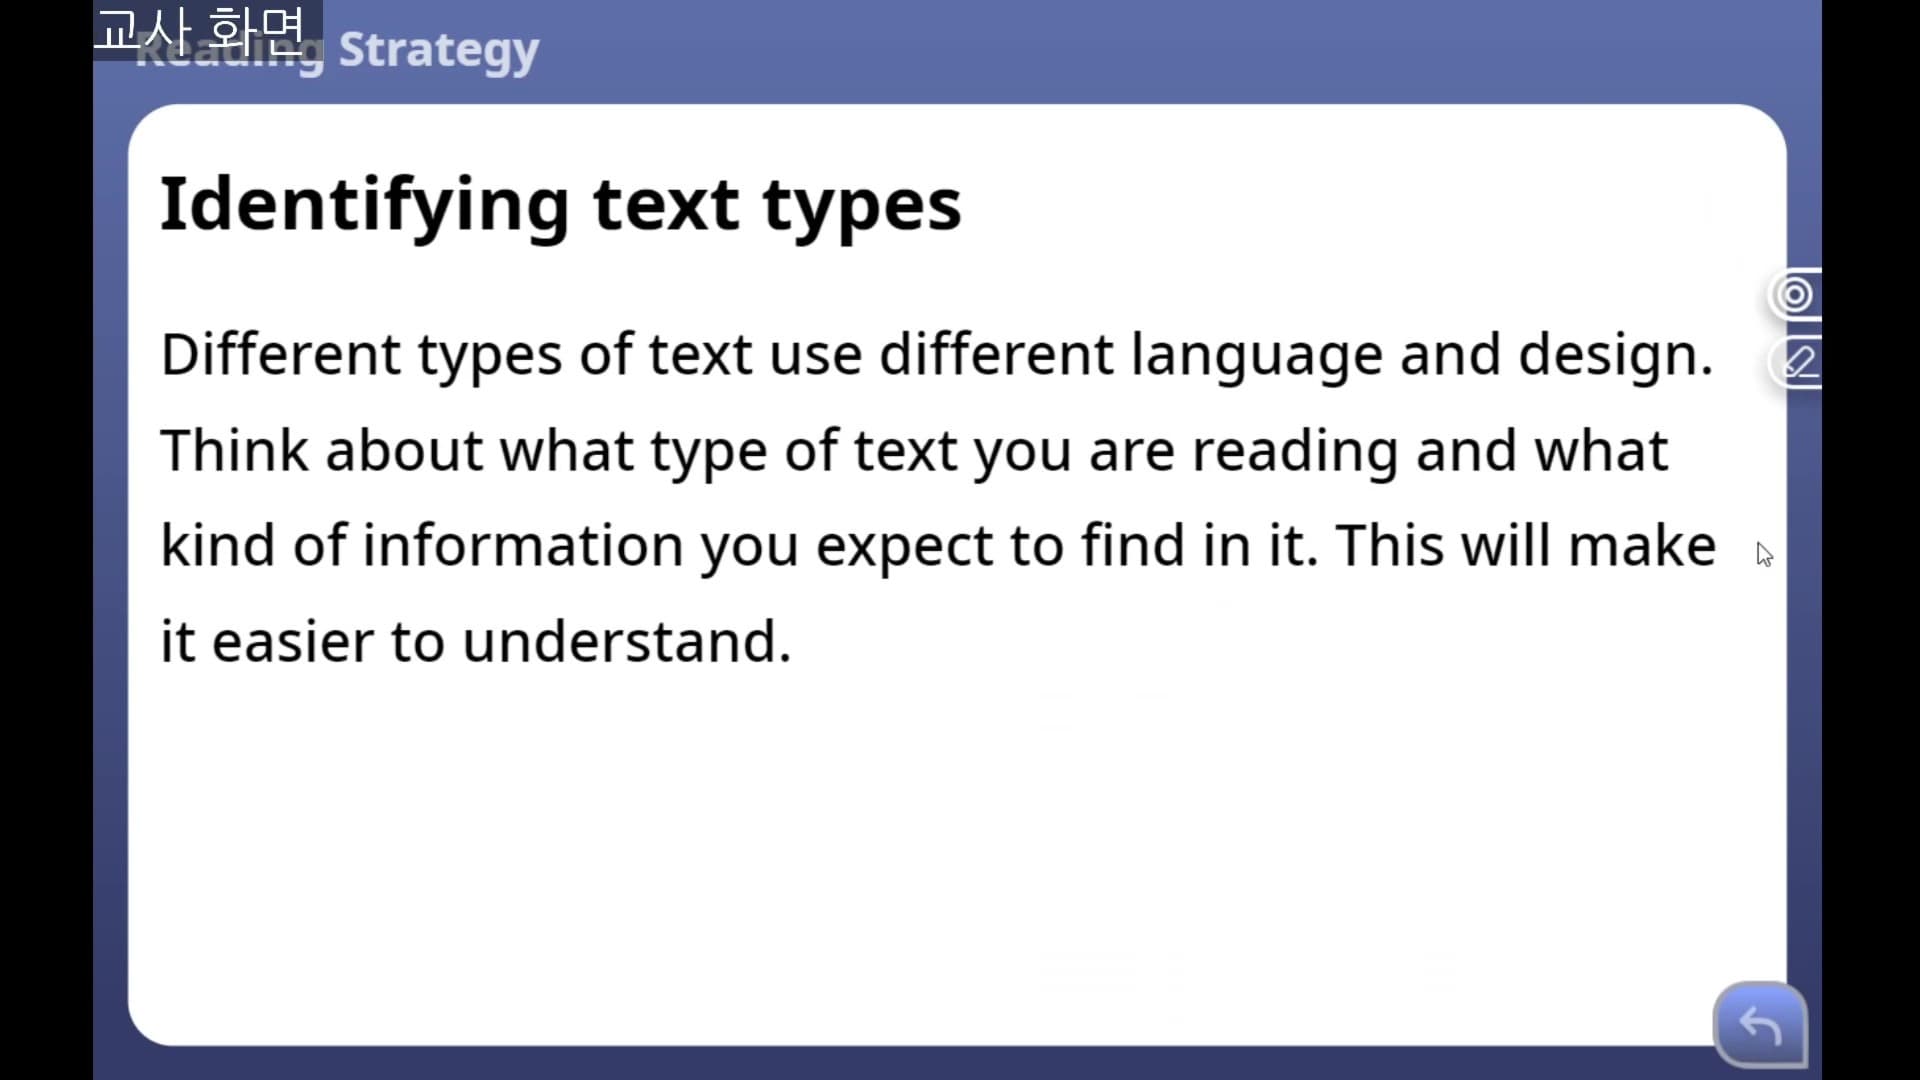 교사 화면
Reading Strategy
Identifying text types
Different types of text use different language and design.
Think about what type of text you are reading and what
kind of information you expect to find in it. This will make
it easier to understand.